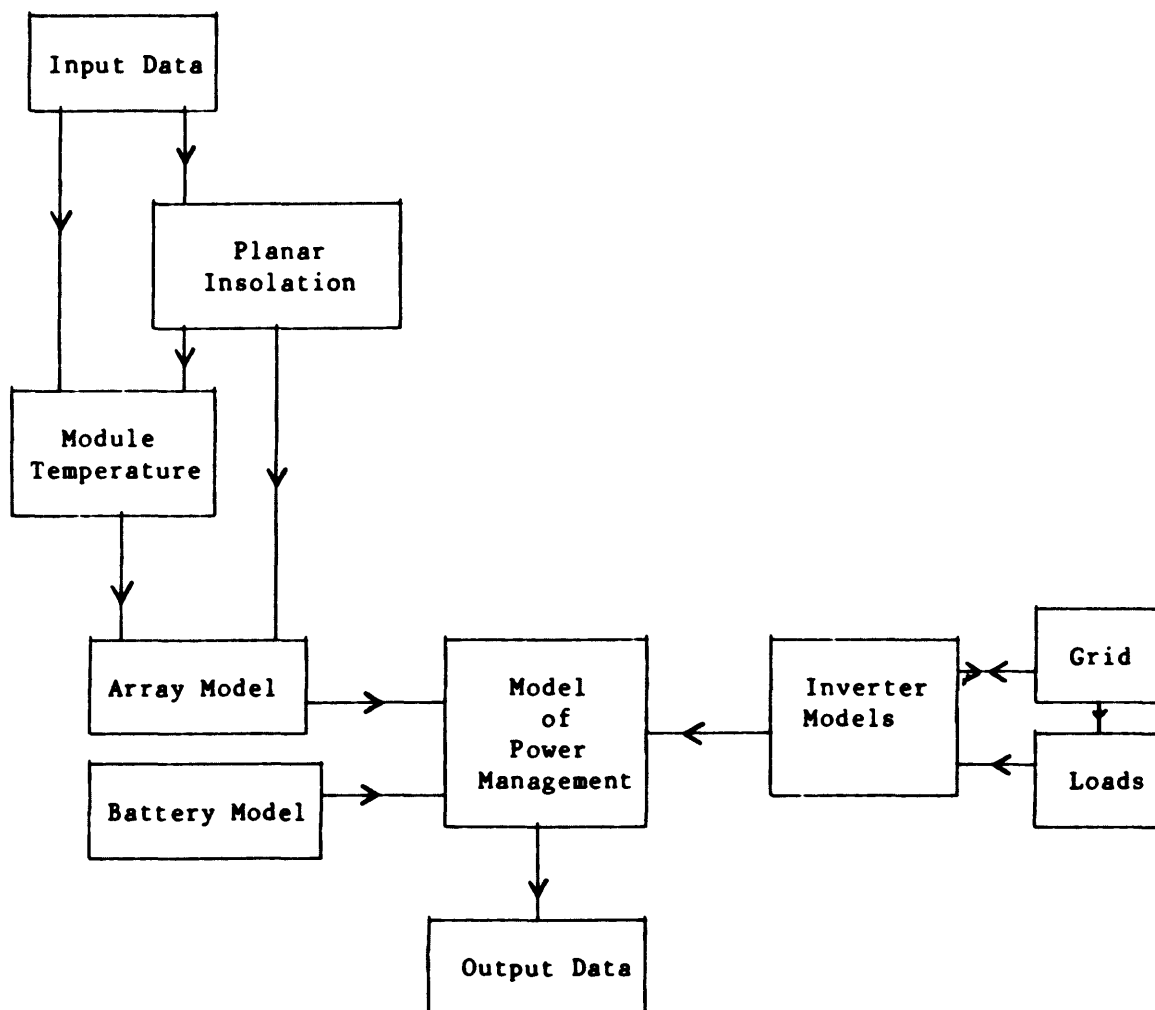 Input Data
Planar
Insolation
Module
Temperature
Array Model
Battery Model
Model
of
Power
Management
Inverter
Models
Grid
Loads
Output Data